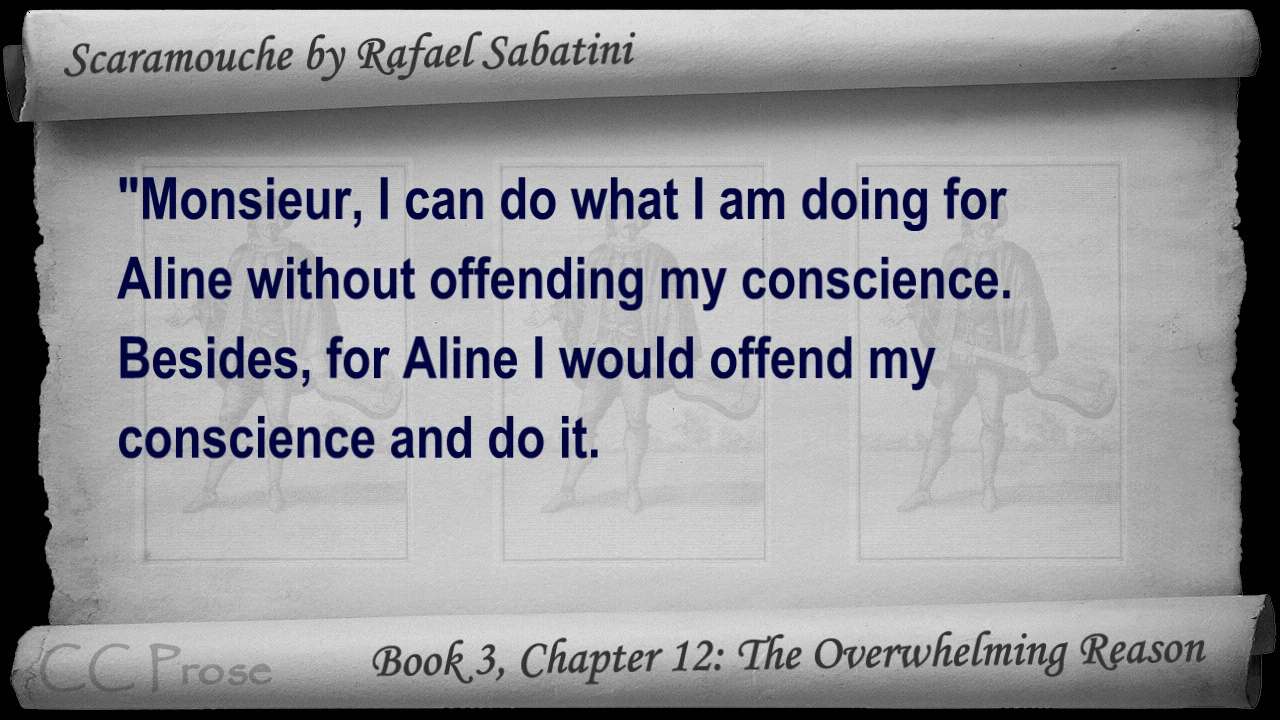 Scaramouche by Rafael Sabatini
"Monsieur, I can do what I am doing for
Aline without offending my conscience.
Besides, for Aline I would offend my
conscience and do it.
CC Prose
Book 3, Chapter 12: The Overwhelming Reason